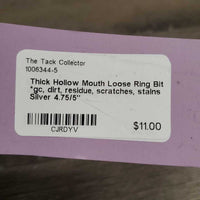 The Tack Collector
1006344-5
Thick Hollow Mouth Loose Ring Bit
*gc, dirt, residue, scratches, stains
Silver 4.75/5"
CJRDYV
$11.00